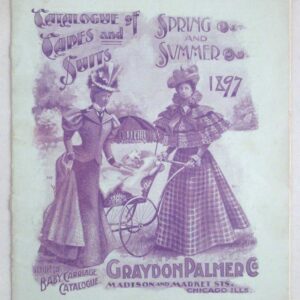 CATALOGUE of
CAPES and
SUITS
SPRING
AND
SUMMER
1897
BABY CARRIAGE
CATALOGUE
GRAYDON PALMER CO.
MADISON AND MARKET STS.
CHICAGO ILLS.